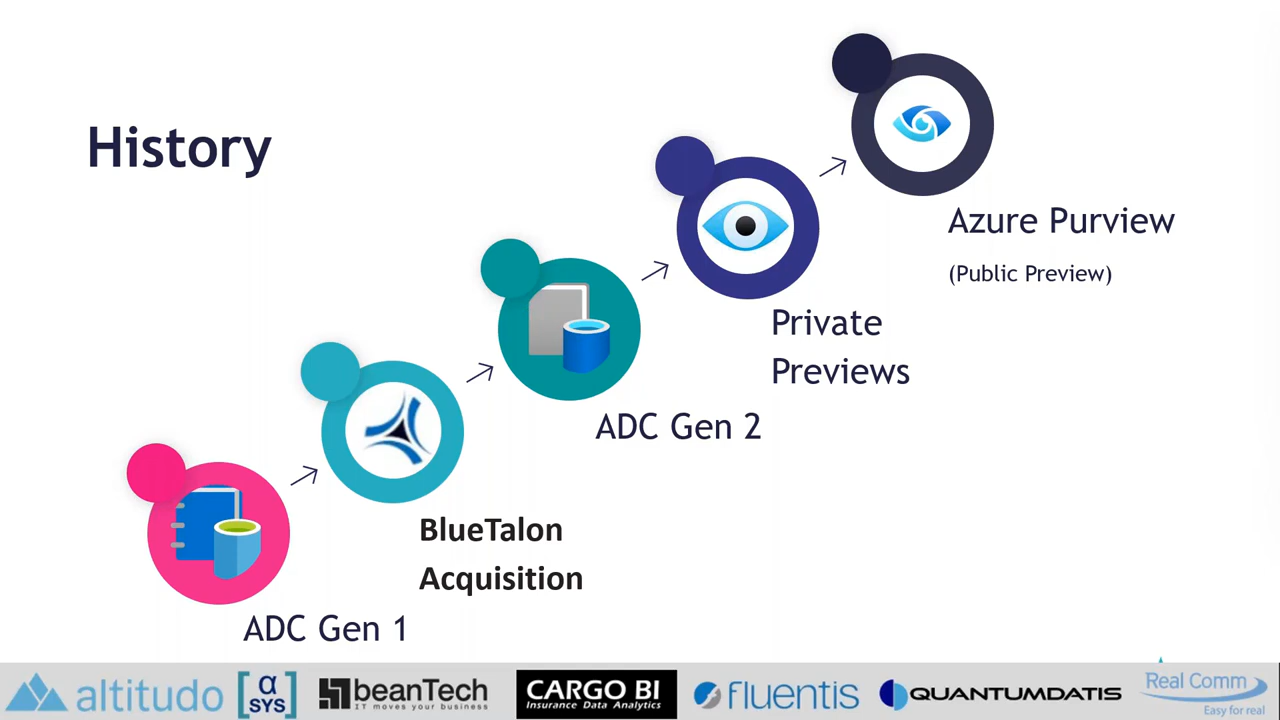 History
Azure Purview
(Public Preview)
Private
Previews
ADC Gen 2
BlueTalon
Acquisition
ADC Gen 1
altitudo
α
SYS
beanTech
IT moves your business
CARGO BI
Insurance Data Analytics
fluentis
QUANTUMDATIS
Real Comm
Easy for real